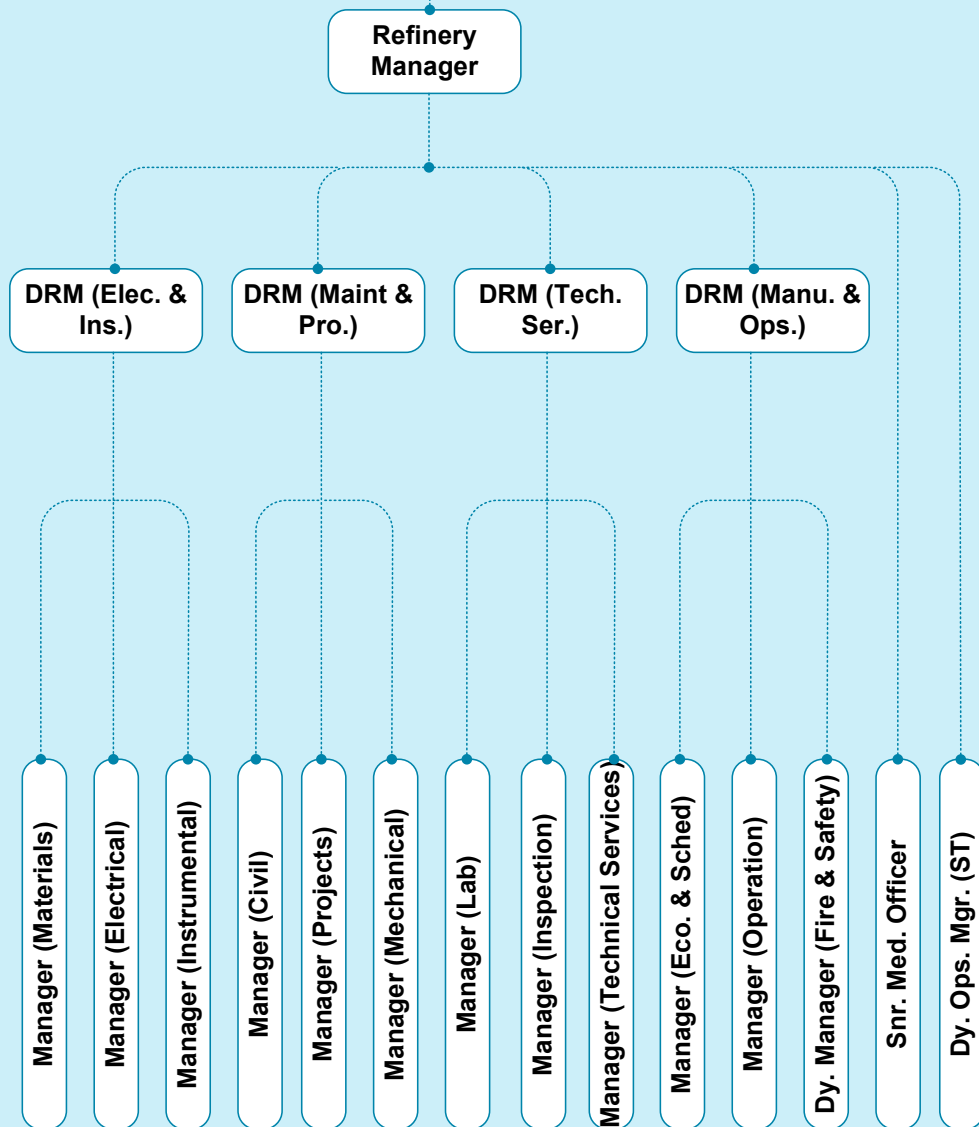 Refinery
Manager
DRM (Elec. &
Ins.)
DRM (Maint &
Pro.)
DRM (Tech.
Ser.)
DRM (Manu. &
Ops.)
Manager (Materials)
Manager (Electrical)
Manager (Instrumental)
Manager (Civil)
Manager (Projects)
Manager (Mechanical)
Manager (Lab)
Manager (Inspection)
Manager (Technical Services)
Manager (Eco. & Sched)
Manager (Operation)
Dy. Manager (Fire & Safety)
Snr. Med. Officer
Dy. Ops. Mgr. (ST)